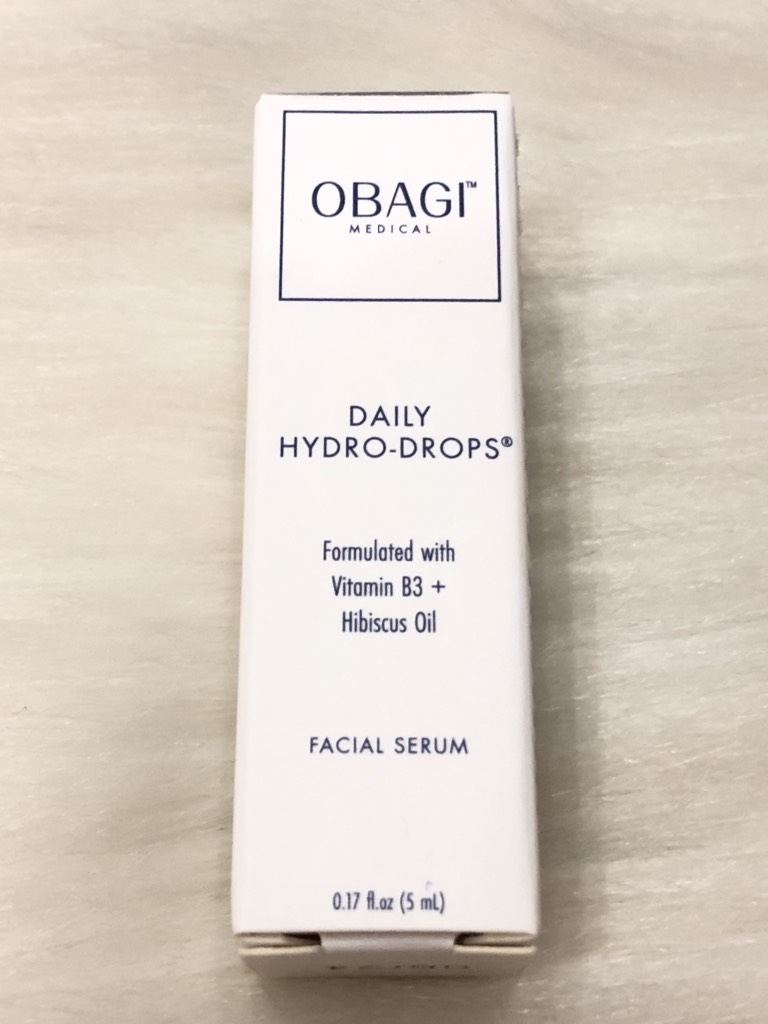 OBAGI™
MEDICAL
DAILY
HYDRO-DROPS®
Formulated with
Vitamin B3 +
Hibiscus Oil
FACIAL SERUM
0.17 fl.oz (5 mL)